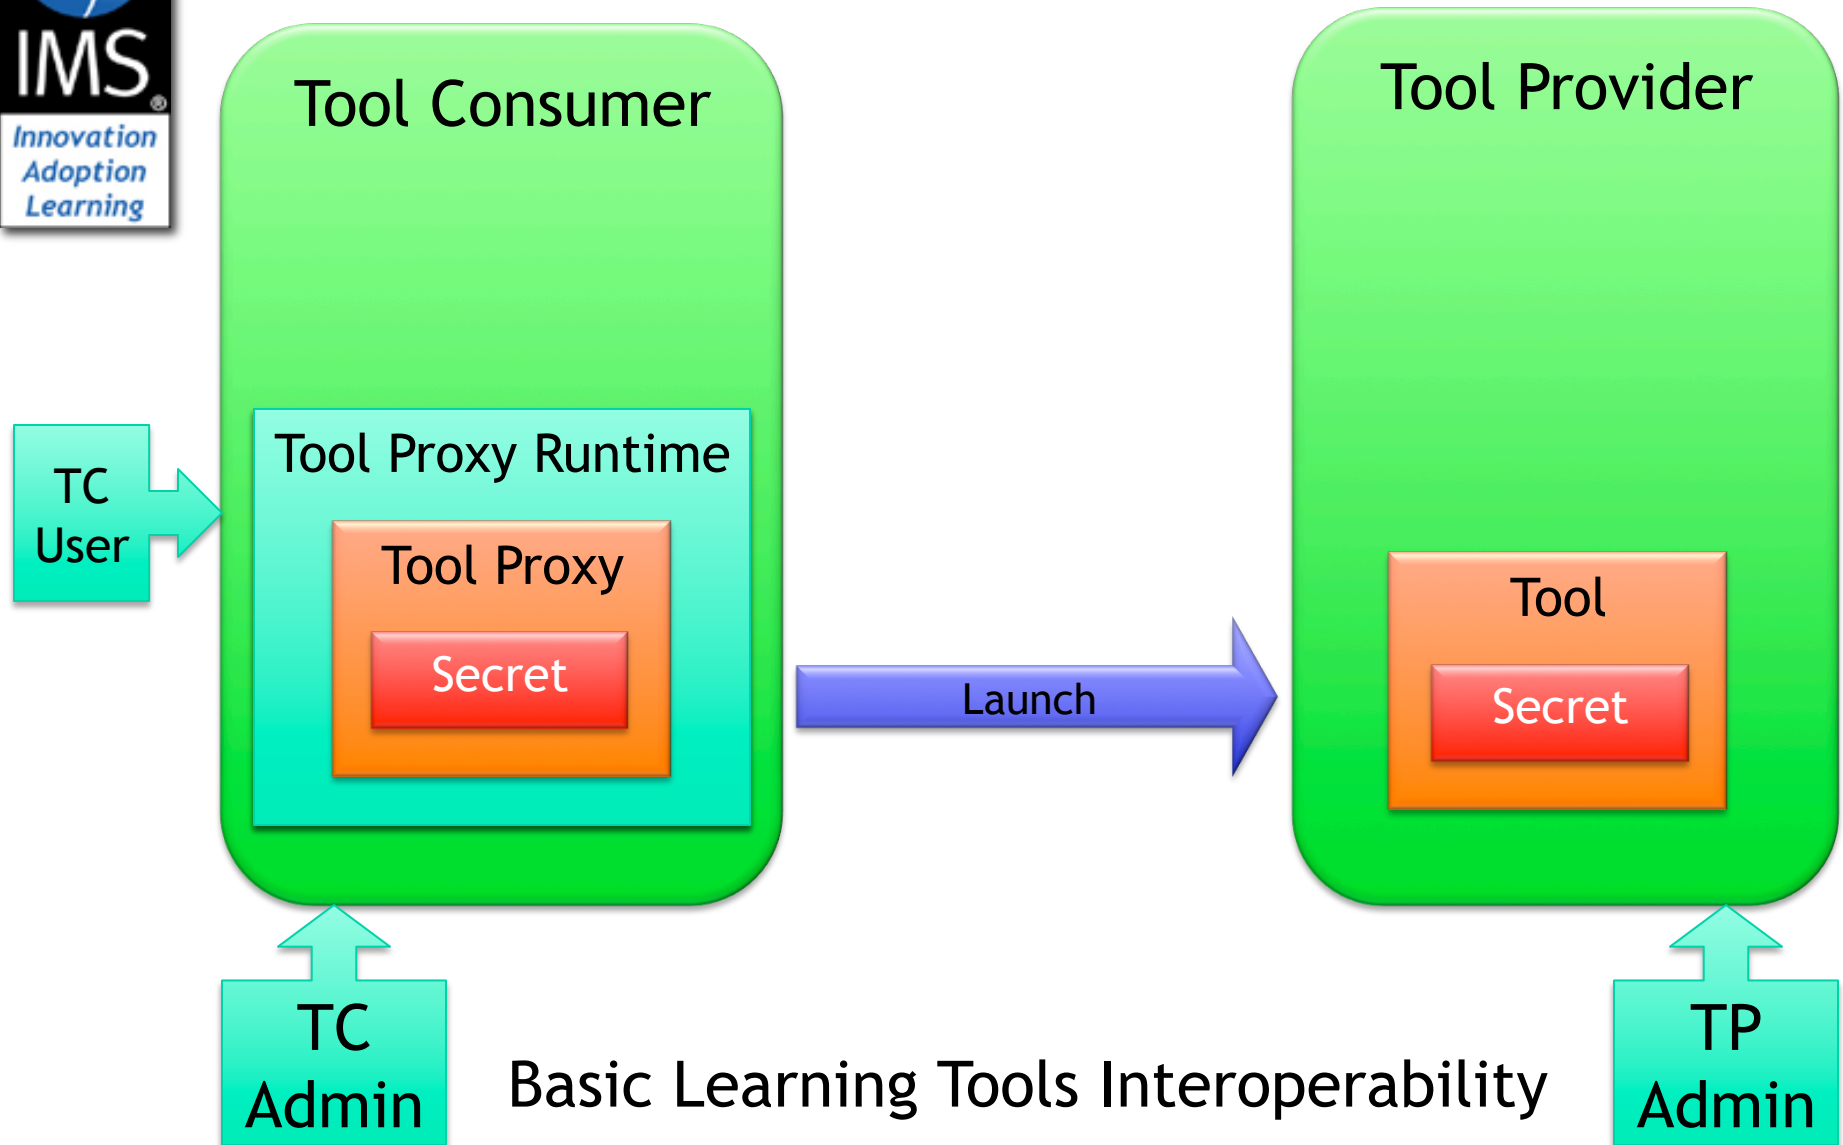 IMS
®
Innovation
Adoption
Learning
Tool Consumer
Tool Provider
TC
User
Tool Proxy Runtime
Tool Proxy
Secret
Launch
Tool
Secret
TC
Admin
Basic Learning Tools Interoperability
TP
Admin